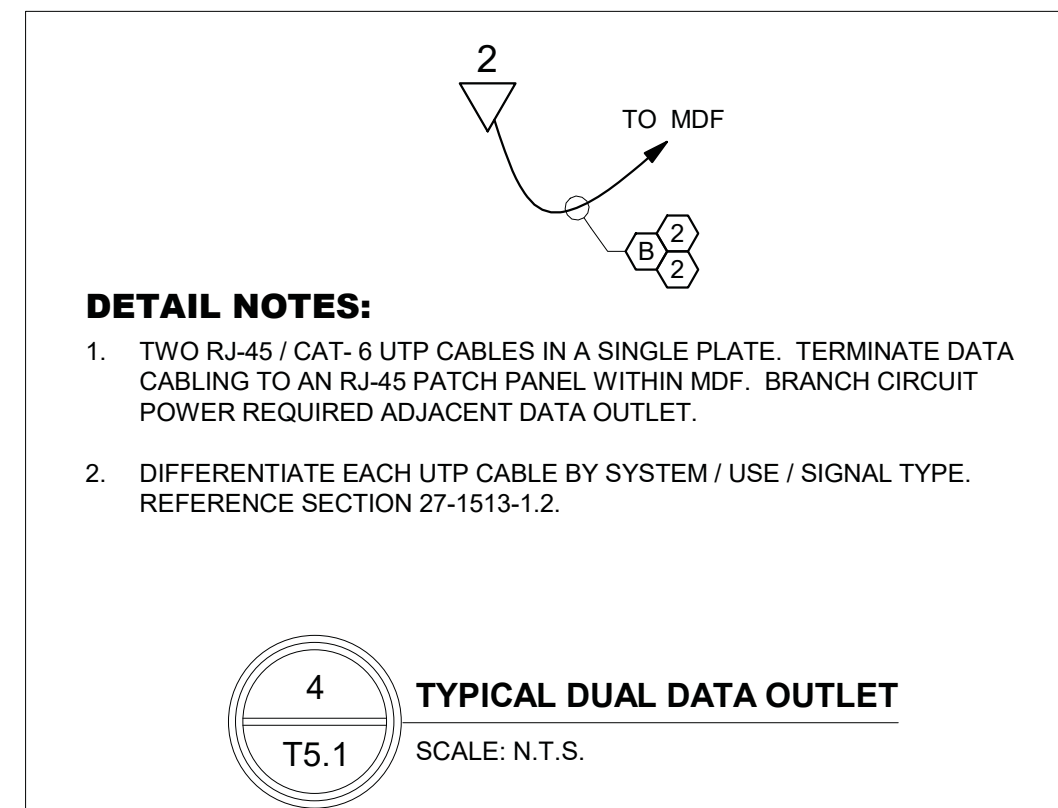 2
TO MDF
2
B
2
DETAIL NOTES:
1. TWO RJ-45 / CAT- 6 UTP CABLES IN A SINGLE PLATE. TERMINATE DATA
CABLING TO AN RJ-45 PATCH PANEL WITHIN MDF. BRANCH CIRCUIT
POWER REQUIRED ADJACENT DATA OUTLET.
2. DIFFERENTIATE EACH UTP CABLE BY SYSTEM / USE / SIGNAL TYPE.
REFERENCE SECTION 27-1513-1.2.
4
T5.1
TYPICAL DUAL DATA OUTLET
SCALE: N.T.S.